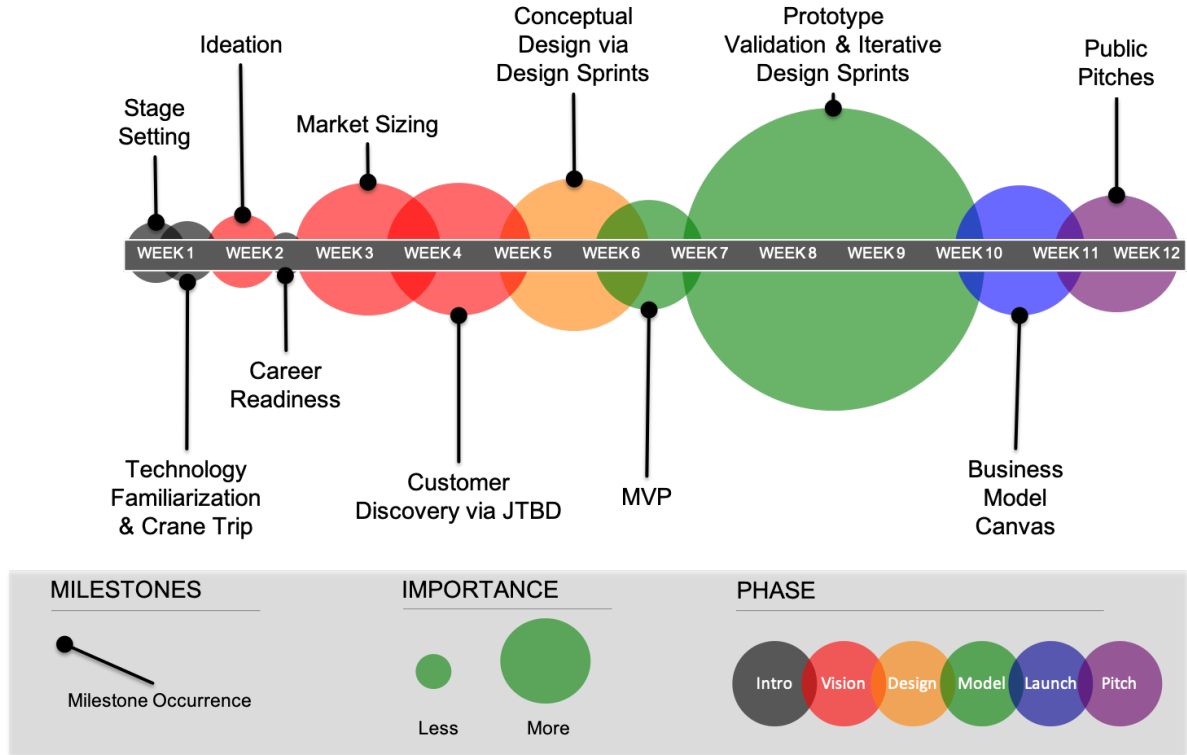 Conceptual
Design via
Design Sprints
Prototype
Validation & Iterative
Design Sprints
Ideation
Public
Pitches
Stage
Setting
Market Sizing
WEEK 1
WEEK 2
WEEK 3
WEEK 4
WEEK 5
WEEK 6
WEEK 7
WEEK 8
WEEK 9
WEEK 10
WEEK 11
WEEK 12
Career
Readiness
Technology
Familiarization
& Crane Trip
Customer
Discovery via JTBD
MVP
Business
Model
Canvas
MILESTONES
Milestone Occurrence
IMPORTANCE
Less
More
PHASE
Intro
Vision
Design
Model
Launch
Pitch